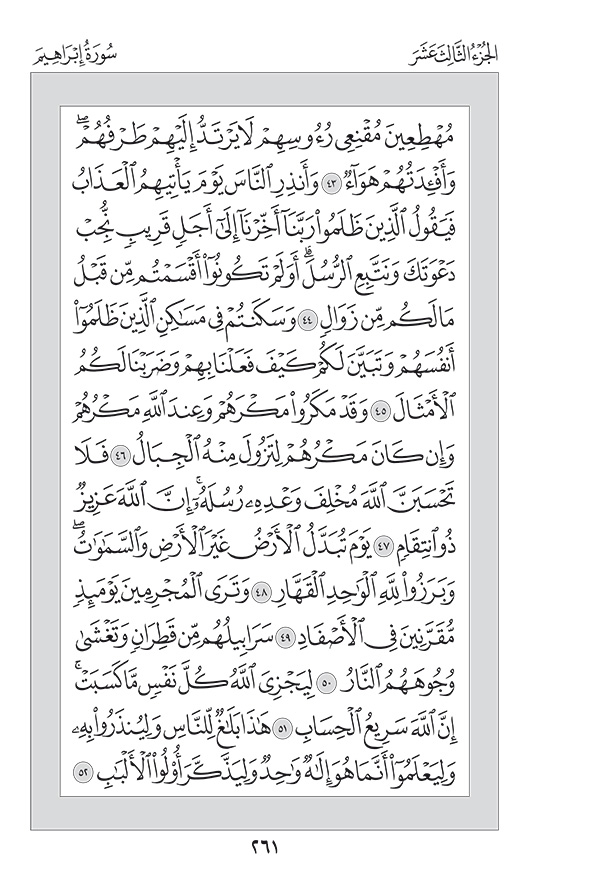 الجُزْءُ الثَّالِثَ عَشَرَ
سُورَةُ إِبْرَاهِيمَ
مُهْطِعِينَ مُقْنِعِى رُءُوسِهِمْ لَا يَرْتَدُّ إِلَيْهِمْ طَرْفُهُمْۖ
وَأَفْـِٔدَتُهُمْ هَوَآءٌ ٤٣ وَأَنذِرِ ٱلنَّاسَ يَوْمَ يَأْتِيهِمُ ٱلْعَذَابُ
فَيَقُولُ ٱلَّذِينَ ظَلَمُوا۟ رَبَّنَآ أَخِّرْنَآ إِلَىٰٓ أَجَلٍ قَرِيبٍ نُّجِبْ
دَعْوَتَكَ وَنَتَّبِعِ ٱلرُّسُلَۗ أَوَلَمْ تَكُونُوٓا۟ أَقْسَمْتُم مِّن قَبْلُ
مَا لَكُم مِّن زَوَالٍ ٤٤ وَسَكَنتُمْ فِى مَسَٰكِنِ ٱلَّذِينَ ظَلَمُوٓا۟
أَنفُسَهُمْ وَتَبَيَّنَ لَكُمْ كَيْفَ فَعَلْنَا بِهِمْ وَضَرَبْنَا لَكُمُ
ٱلْأَمْثَالَ ٤٥ وَقَدْ مَكَرُوا۟ مَكْرَهُمْ وَعِندَ ٱللَّهِ مَكْرُهُمْ
وَإِن كَانَ مَكْرُهُمْ لِتَزُولَ مِنْهُ ٱلْجِبَالُ ٤٦ فَلَا
تَحْسَبَنَّ ٱللَّهَ مُخْلِفَ وَعْدِهِۦ رُسُلَهُۥٓۚ إِنَّ ٱللَّهَ عَزِيزٌ
ذُو ٱنتِقَامٍ ٤٧ يَوْمَ تُبَدَّلُ ٱلْأَرْضُ غَيْرَ ٱلْأَرْضِ وَٱلسَّمَٰوَٰتُۖ
وَبَرَزُوا۟ لِلَّهِ ٱلْوَٰحِدِ ٱلْقَهَّارِ ٤٨ وَتَرَى ٱلْمُجْرِمِينَ يَوْمَئِذٍ
مُّقَرَّنِينَ فِى ٱلْأَصْفَادِ ٤٩ سَرَابِيلُهُم مِّن قَطِرَانٍ وَتَغْشَىٰ
وُجُوهَهُمُ ٱلنَّارُ ٥٠ لِيَجْزِىَ ٱللَّهُ كُلَّ نَفْسٍ مَّا كَسَبَتْۚ
إِنَّ ٱللَّهَ سَرِيعُ ٱلْحِسَابِ ٥١ هَٰذَا بَلَٰغٌ لِّلنَّاسِ وَلِيُنذَرُوا۟ بِهِۦ
وَلِيَعْلَمُوٓا۟ أَنَّمَا هُوَ إِلَٰهٌ وَٰحِدٌ وَلِيَذَّكَّرَ أُو۟لُوا۟ ٱلْأَلْبَٰبِ ٥٢
٢٦١